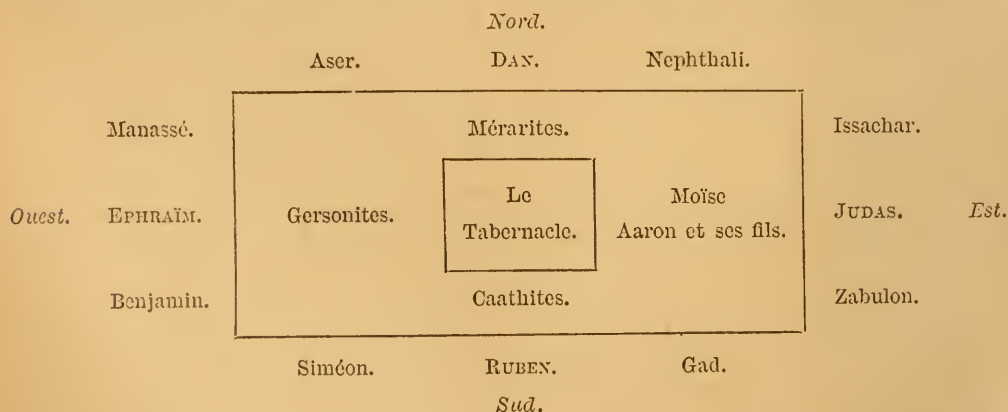 Nord.
Aser. DAN. Nephthali.
Manassé. Mérarites. Issachar.
Le
Moïse
Ouest. EPHRAÏM. Gersonites. JUDAS. Est.
Tabernacle. Aaron et ses fils.
Benjamin. Caathites. Zabulon.
Siméon. RUBEN. Gad.
Sud.